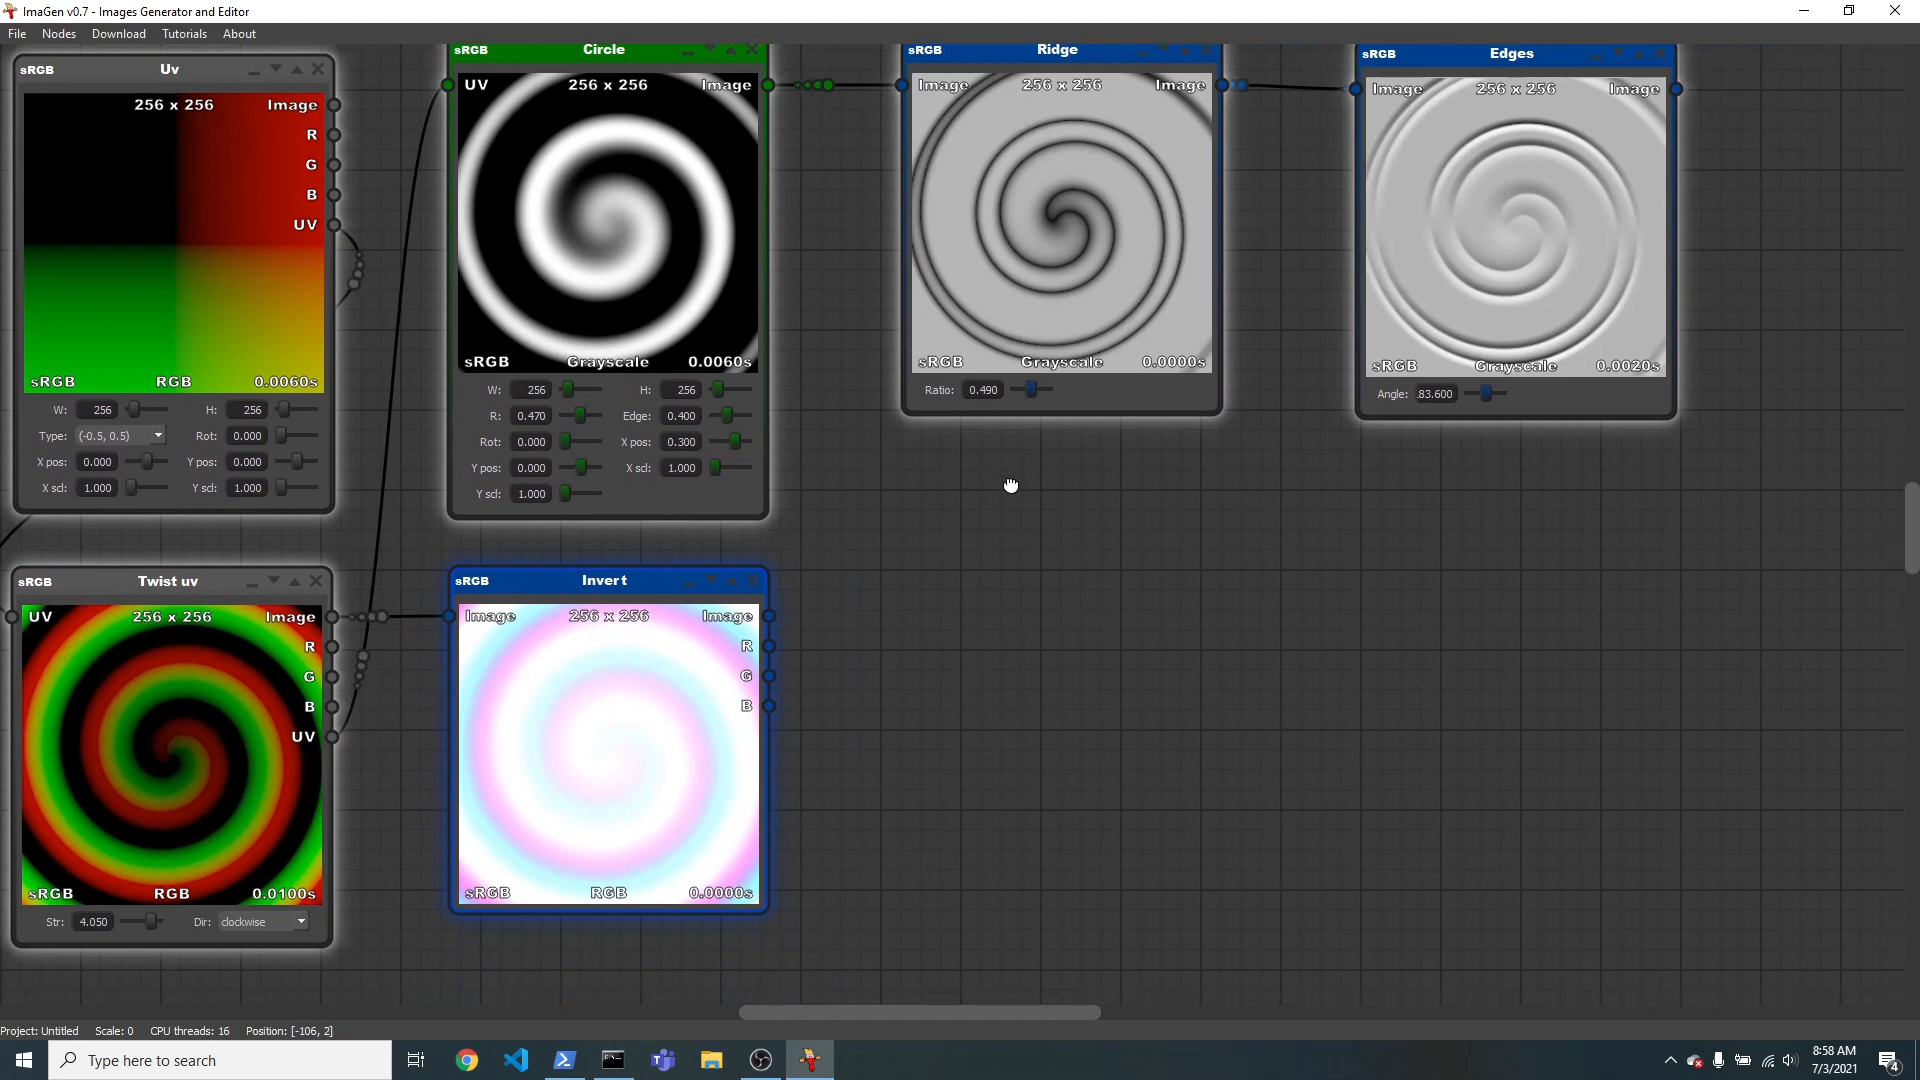 ImaGen v0.7 - Images Generator and Editor
File Nodes Download Tutorials About
sRGB Uv
256 x 256 Image
R
G
B
UV
sRGB RGB 0.0060s
W: 256 H: 256
Type: (-0.5, 0.5) Rot: 0.000
X pos: 0.000 Y pos: 0.000
X scl: 1.000 Y scl: 1.000
sRGB Circle
UV 256 x 256 Image
sRGB Grayscale 0.0060s
W: 256 H: 256
R: 0.470 Edge: 0.400
Rot: 0.000 X pos: 0.300
Y pos: 0.000 X scl: 1.000
Y scl: 1.000
sRGB Ridge
Image 256 x 256 Image
sRGB Grayscale 0.0000s
Ratio: 0.490
sRGB Edges
Image 256 x 256 Image
sRGB Grayscale 0.0020s
Angle: .83.600
sRGB Twist uv
UV 256 x 256 Image
R
G
B
UV
sRGB RGB 0.0100s
Str: 4.050 Dir: clockwise
sRGB Invert
Image 256 x 256 Image
R
G
B
sRGB RGB 0.0000s
Project: Untitled Scale: 0 CPU threads: 16 Position: [-106, 2]
Type here to search
8:58 AM
7/3/2021
4